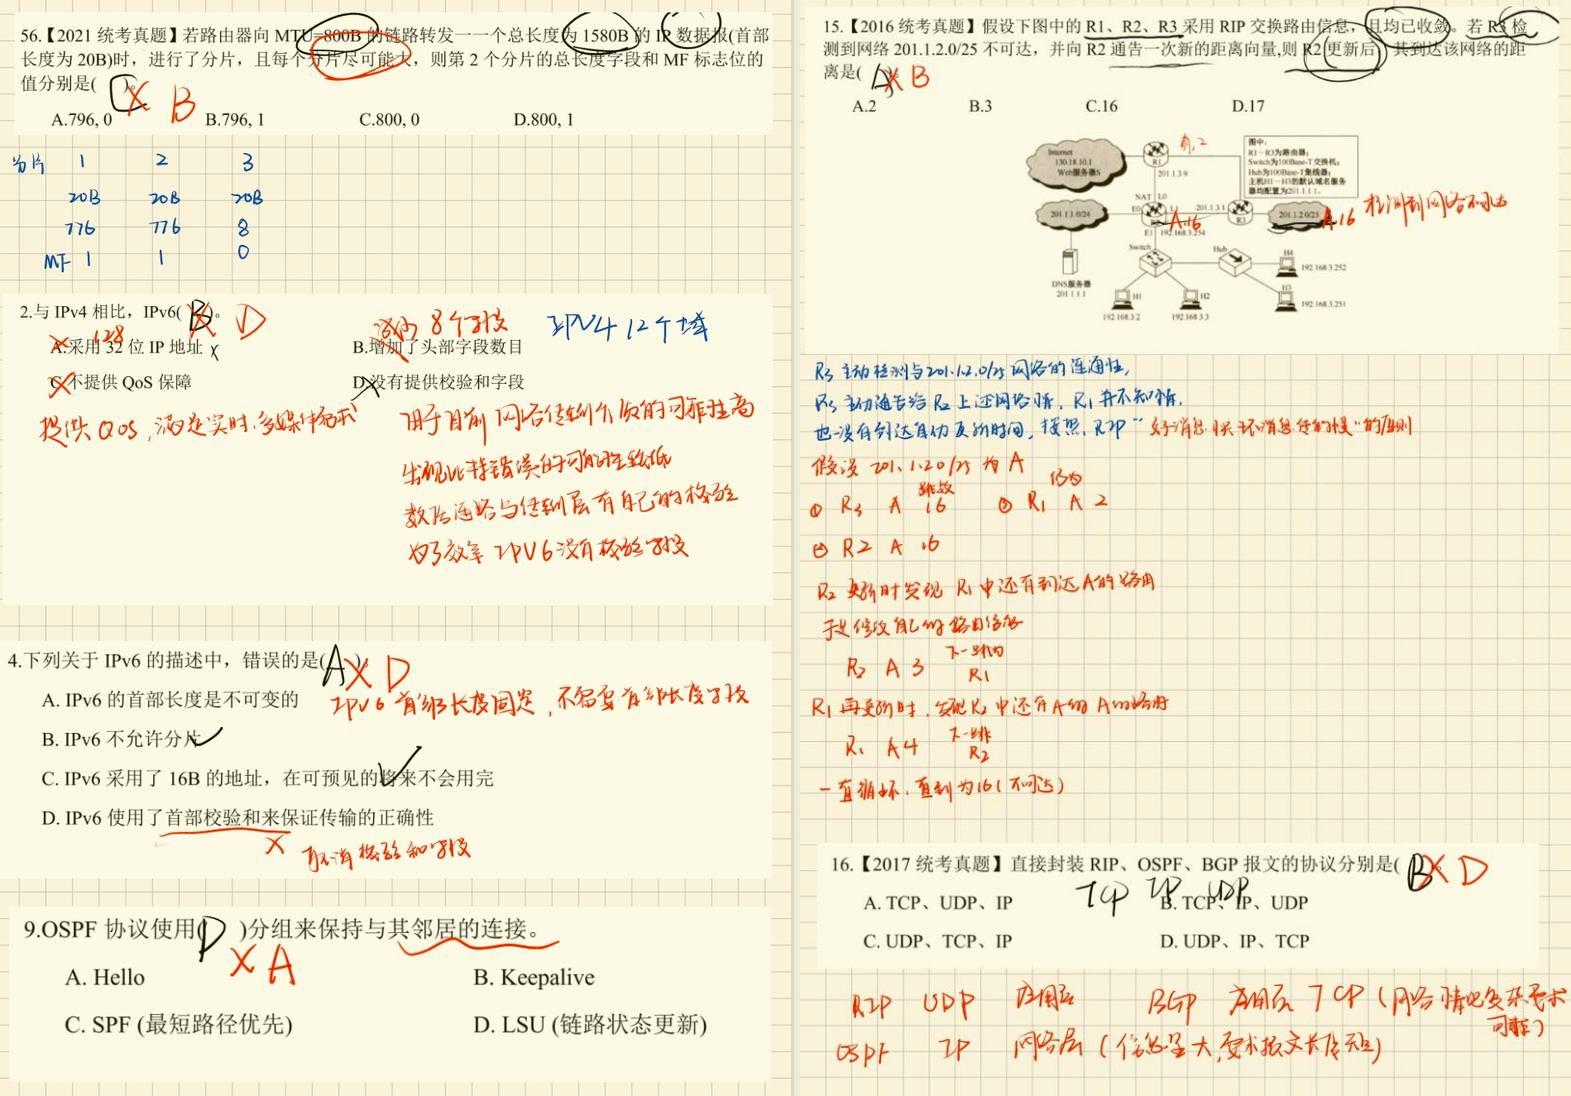 56.【2021 统考真题】若路由器向 MTU=800B 的链路转发一一个总长度为 1580B 的 IP 数据报(首部
长度为 20B)时，进行了分片，且每个分片尽可能大，则第 2 个分片的总长度字段和 MF 标志位的
值分别是( C )。 X B
A.796, 0 B.796, 1 C.800, 0 D.800, 1
分片 1 2 3
20B 20B 20B
776 776 8
MF 1 1 0
2.与 IPv4 相比，IPv6( B )。 X D
128
A.采用 32 位 IP 地址 x
减少 8个字段 IPV4 12个域
B.增加了头部字段数目
C.不提供 QoS 保障 D.没有提供校验和字段
提供 QoS，满足实时多媒体需求
用于目前网络传输介质的可靠性高
出现比特错误的可能性较低
数据链路与传输层有自己的校验
为了效率 IPV6没有校验字段
4.下列关于 IPv6 的描述中，错误的是( A ) X D
A. IPv6 的首部长度是不可变的
IPV6 首部长度固定，不需要首部长度字段
B. IPv6 不允许分片
C. IPv6 采用了 16B 的地址，在可预见的将来不会用完
D. IPv6 使用了首部校验和来保证传输的正确性
X 取消校验和字段
9.OSPF 协议使用( D )分组来保持与其邻居的连接。
X A
A. Hello B. Keepalive
C. SPF (最短路径优先) D. LSU (链路状态更新)
15.【2016 统考真题】假设下图中的 R1、R2、R3 采用 RIP 交换路由信息，且均已收敛。若 R3 检
测到网络 201.1.2.0/25 不可达，并向 R2 通告一次新的距离向量,则 R2 更新后，其到达该网络的距
离是( A ) X B
A.2 B.3 C.16 D.17
Internet
130.18.10.1
Web服务器S
R1
A, 2
图中：
R1～R3为路由器；
Switch为100Base-T交换机；
Hub为100Base-T集线器；
主机H1～H3的默认域名服务
器均配置为201.1.1.1。
201.1.3.9
NAT L0
201.1.1.0/24 E0 L1 201.1.3.1 R3 201.1.2.0/25
A.16 A.16 检测到网络不可达
E1 192.168.3.254
Switch Hub H4
192.168.3.252
DNS服务器
201.1.1.1
H1 H2 H3
192.168.3.251
192.168.3.2 192.168.3.3
R3 主动检测与201.1.2.0/25网络的连通性，
R3 主动通告给 R2 上述网络情，R1 并不知情，
也没有到达自动更新时间，按照 RIP "好消息快坏消息传的慢"的原则
假设 201.1.2.0/25 为 A
跳数 仍为
① R3 A 16 ③ R1 A 2
② R2 A 16
R2 更新时发现 R1 中还有到达A的路由
于是修改自己的路由信息
R2 A 3 下一跳为 R1
R1 再更新时，发现R2 中还有A的 A的路由
R1 A4 下一跳 R2
一直循环，直到为16(不可达)
16.【2017 统考真题】直接封装 RIP、OSPF、BGP 报文的协议分别是( B X D
TCP IP UDP
A. TCP、UDP、IP B. TCP、IP、UDP
C. UDP、TCP、IP D. UDP、IP、TCP
RIP UDP 应用层 BGP 应用层 TCP (网络情况复杂要求
可靠)
OSPF IP 网络层 (信息量大,要求报文长度短)